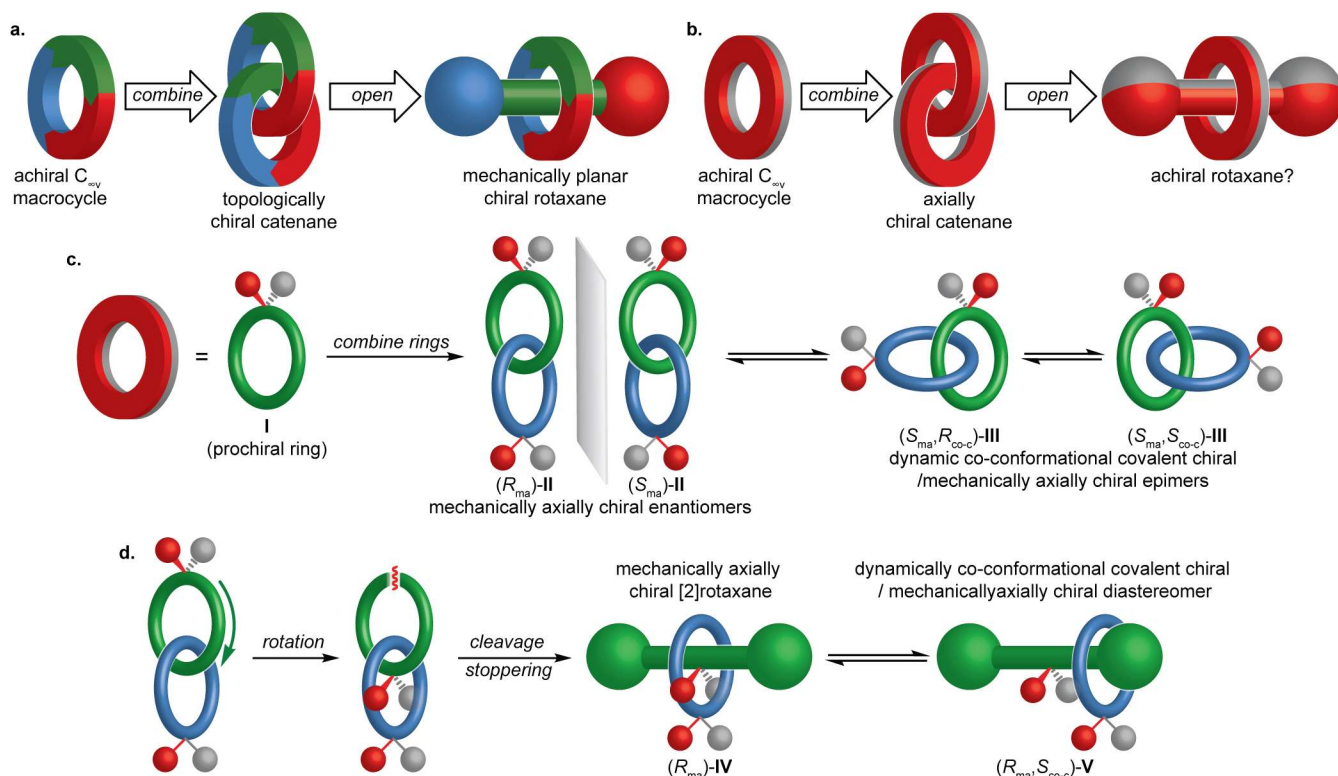 a.
achiral C∞v
macrocycle
combine
topologically
chiral catenane
open
mechanically planar
chiral rotaxane
b.
achiral C∞v
macrocycle
combine
axially
chiral catenane
open
achiral rotaxane?
c.
=
I
(prochiral ring)
combine rings
(Rma)-II
(Sma)-II
mechanically axially chiral enantiomers
(Sma,Rco-c)-III
(Sma,Sco-c)-III
dynamic co-conformational covalent chiral
/mechanically axially chiral epimers
d.
rotation
cleavage
stoppering
mechanically axially
chiral [2]rotaxane
(Rma)-IV
dynamically co-conformational covalent chiral
/ mechanicallyaxially chiral diastereomer
(Rma,Sco-c)-V